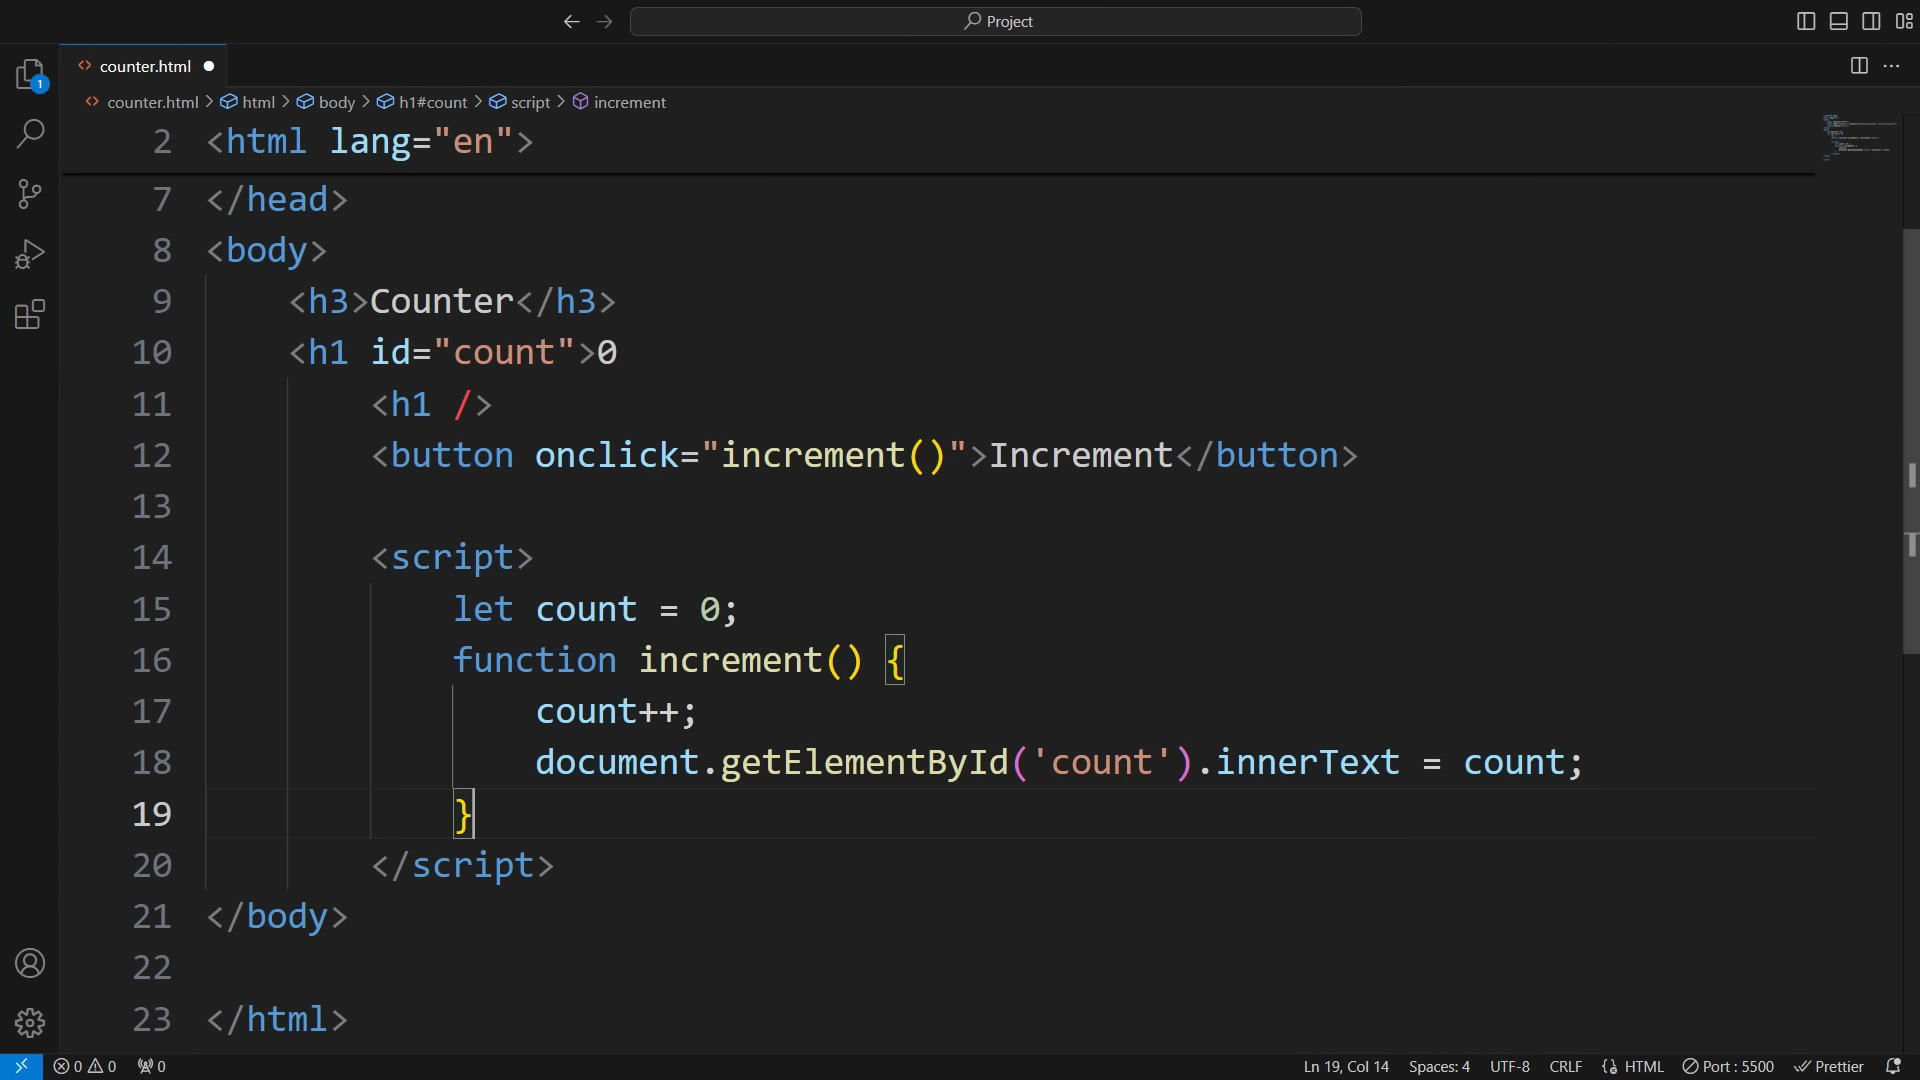 Project
counter.html
counter.html > html > body > h1#count > script > increment
1
2 <html lang="en">
7 </head>
8 <body>
9 <h3>Counter</h3>
10 <h1 id="count">0
11 <h1 />
12 <button onclick="increment()">Increment</button>
13
14 <script>
15 let count = 0;
16 function increment() {
17 count++;
18 document.getElementById('count').innerText = count;
19 }
20 </script>
21 </body>
22
23 </html>
0 0 0 Ln 19, Col 14 Spaces: 4 UTF-8 CRLF HTML Port : 5500 Prettier